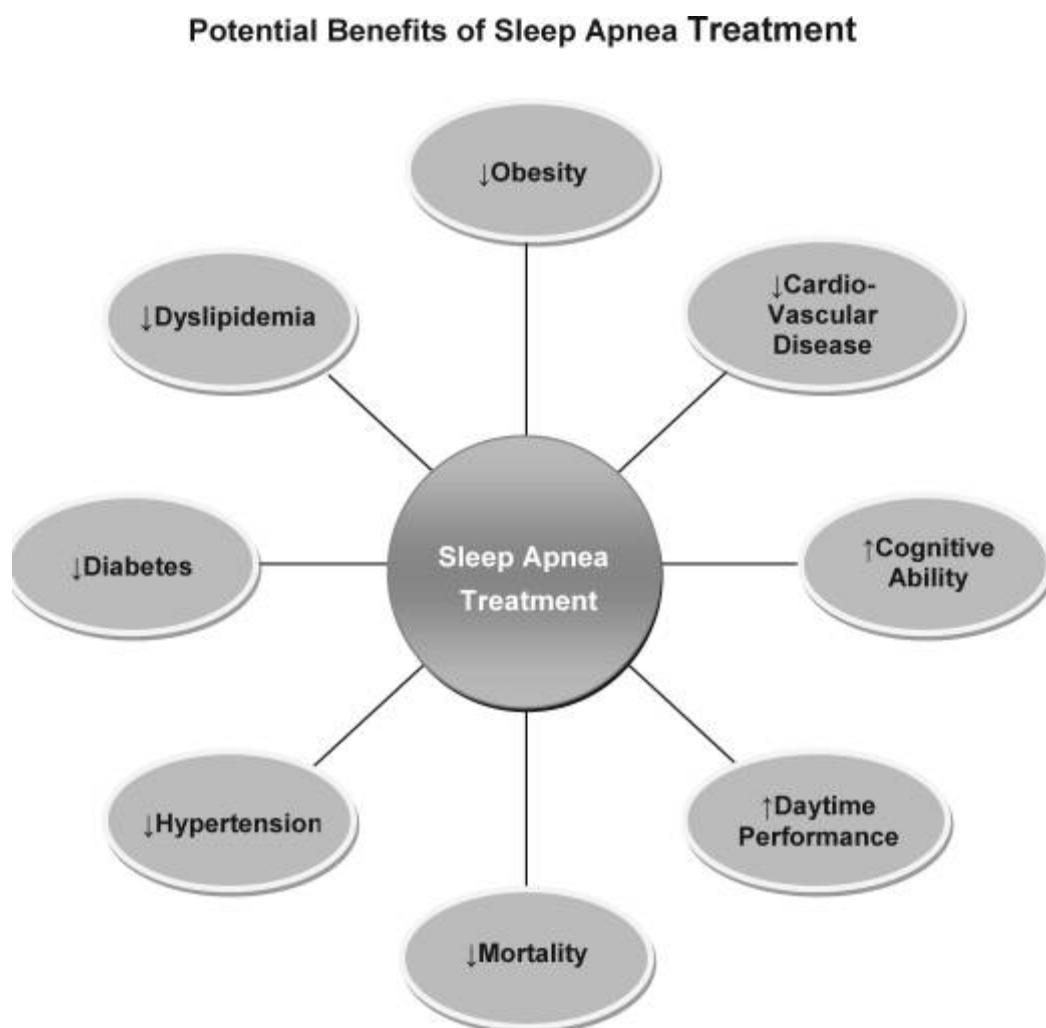 Potential Benefits of Sleep Apnea Treatment
↓Obesity
↓Cardio-
Vascular
Disease
↓Dyslipidemia
Sleep Apnea
Treatment
↓Diabetes
↑Cognitive
Ability
↓Hypertension
↑Daytime
Performance
↓Mortality